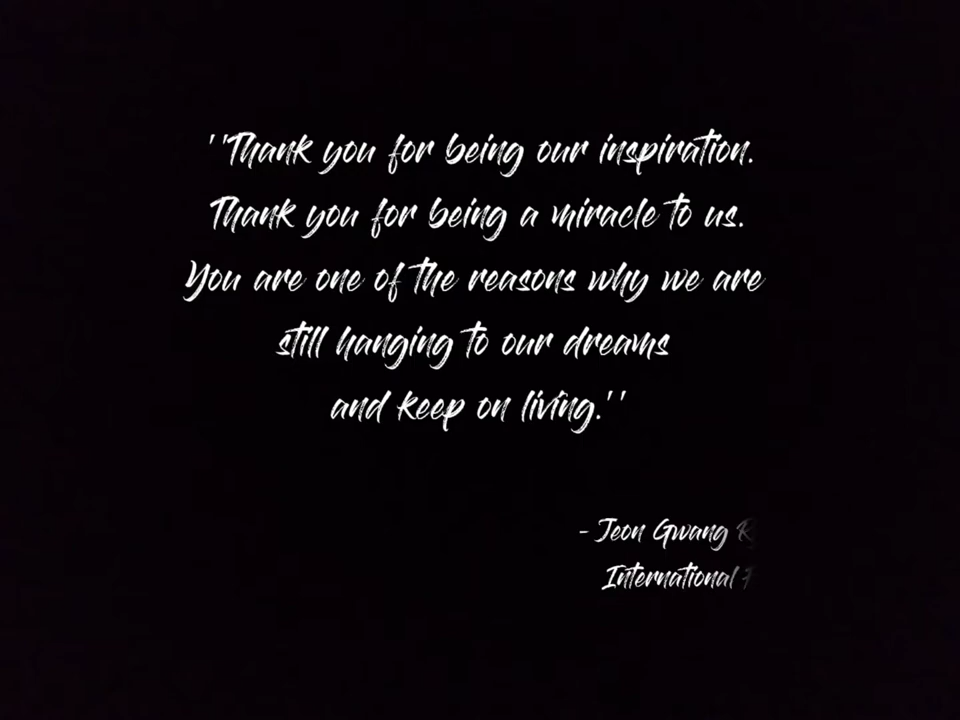 ''Thank you for being our inspiration.
Thank you for being a miracle to us.
You are one of the reasons why we are
still hanging to our dreams
and keep on living.''
- Jeon Gwang
International